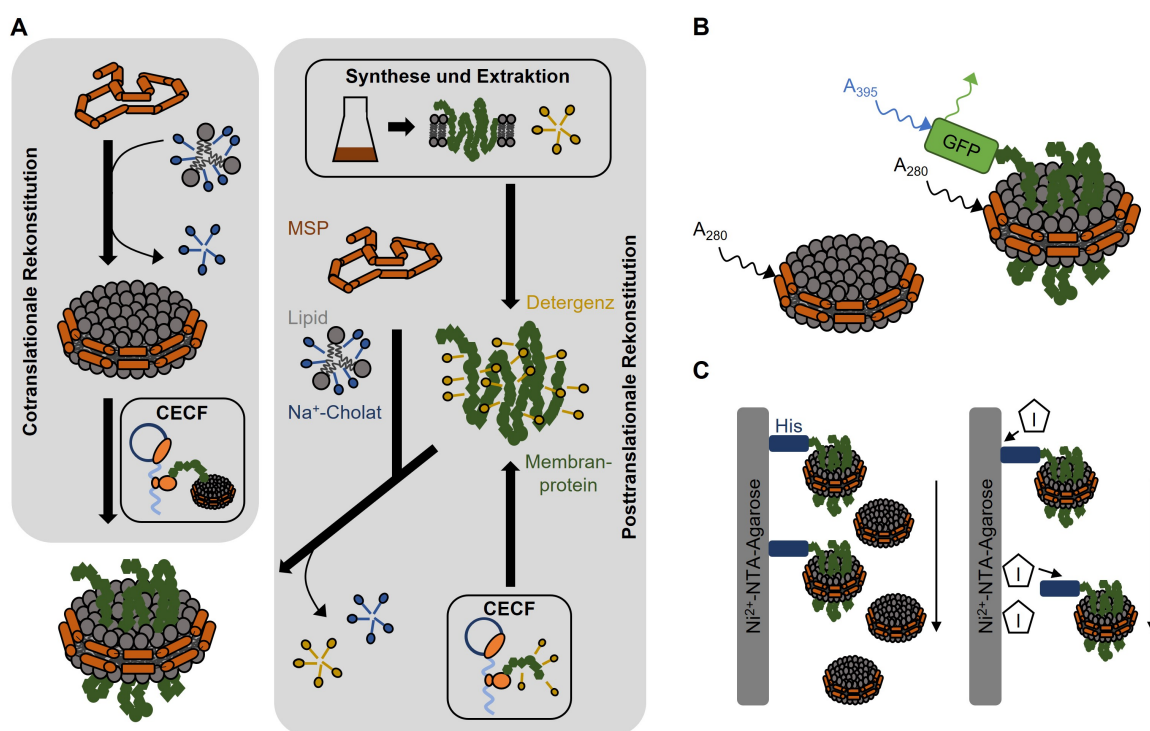 A
Cotranslationale Rekonstitution
CECF
Synthese und Extraktion
MSP
Lipid
Na⁺-Cholat
Detergenz
Membran-
protein
CECF
Posttranslationale Rekonstitution
B
A₃₉₅
GFP
A₂₈₀
A₂₈₀
C
Ni²⁺-NTA-Agarose
His
Ni²⁺-NTA-Agarose
I
I
I